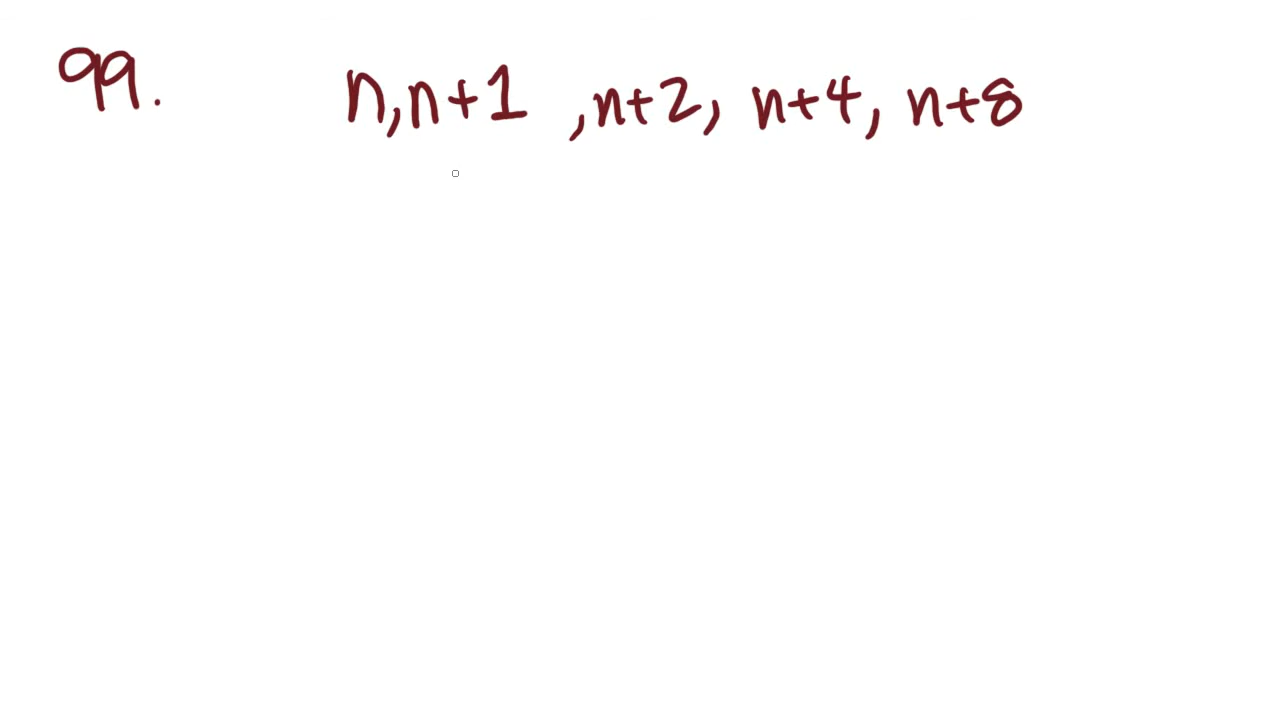 99. n, n+1 , n+2, n+4, n+8